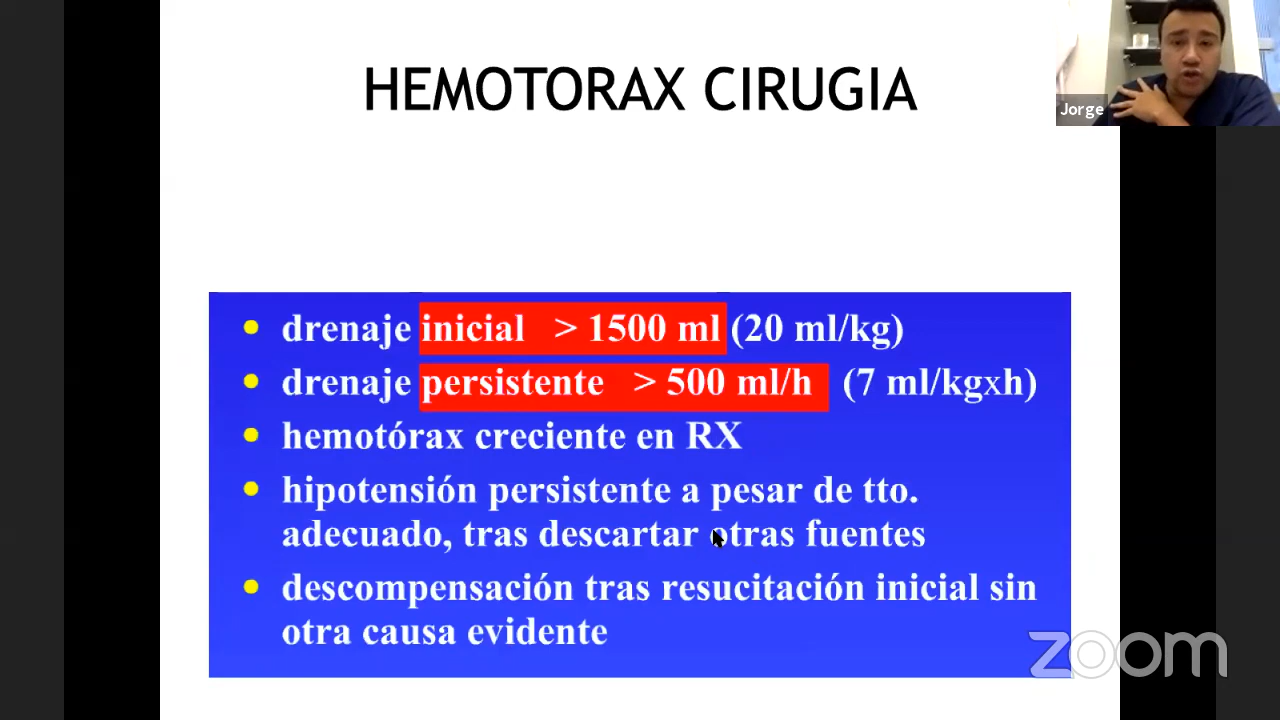 HEMOTORAX CIRUGIA
Jorge
drenaje inicial > 1500 ml (20 ml/kg)
drenaje persistente > 500 ml/h (7 ml/kgxh)
hemotórax creciente en RX
hipotensión persistente a pesar de tto.
adecuado, tras descartar otras fuentes
descompensación tras resucitación inicial sin
otra causa evidente
zoom